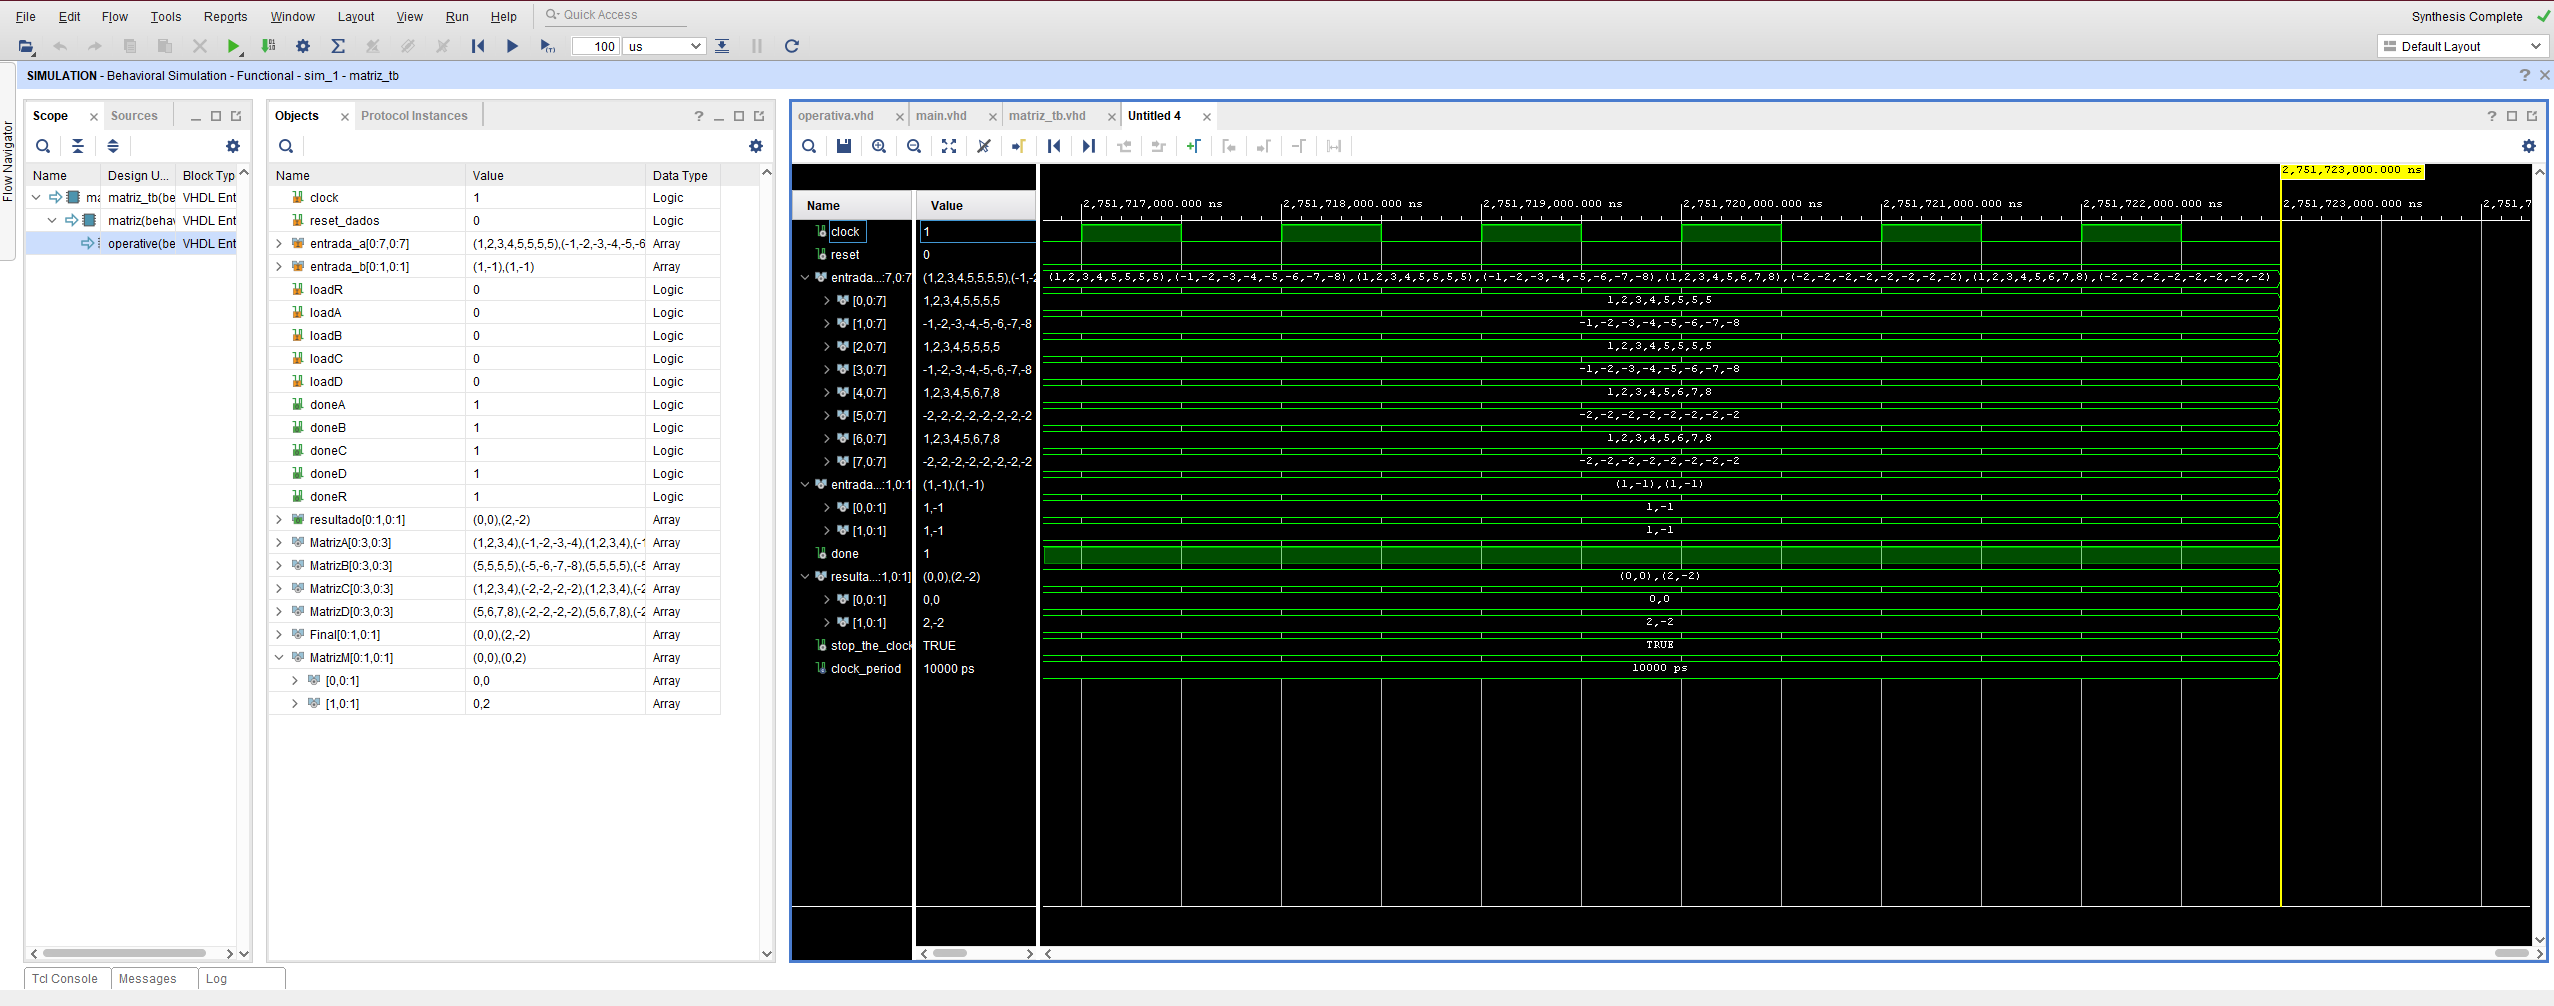 File Edit Flow Tools Reports Window Layout View Run Help Quick Access
Synthesis Complete
100 us
Default Layout
SIMULATION - Behavioral Simulation - Functional - sim_1 - matriz_tb
Flow Navigator
Scope Sources
Name Design U... Block Typ
ma matriz_tb(be VHDL Ent
matriz(beha VHDL Ent
operative(be VHDL Ent
Objects Protocol Instances
Name Value Data Type
clock 1 Logic
reset_dados 0 Logic
entrada_a[0:7,0:7] (1,2,3,4,5,5,5,5),(-1,-2,-3,-4,-5,-6 Array
entrada_b[0:1,0:1] (1,-1),(1,-1) Array
loadR 0 Logic
loadA 0 Logic
loadB 0 Logic
loadC 0 Logic
loadD 0 Logic
doneA 1 Logic
doneB 1 Logic
doneC 1 Logic
doneD 1 Logic
doneR 1 Logic
resultado[0:1,0:1] (0,0),(2,-2) Array
MatrizA[0:3,0:3] (1,2,3,4),(-1,-2,-3,-4),(1,2,3,4),(-1 Array
MatrizB[0:3,0:3] (5,5,5,5),(-5,-6,-7,-8),(5,5,5,5),(-5 Array
MatrizC[0:3,0:3] (1,2,3,4),(-2,-2,-2,-2),(1,2,3,4),(-2 Array
MatrizD[0:3,0:3] (5,6,7,8),(-2,-2,-2,-2),(5,6,7,8),(-2 Array
Final[0:1,0:1] (0,0),(2,-2) Array
MatrizM[0:1,0:1] (0,0),(0,2) Array
[0,0:1] 0,0 Array
[1,0:1] 0,2 Array
operativa.vhd main.vhd matriz_tb.vhd Untitled 4
2,751,723,000.000 ns
Name Value
2,751,717,000.000 ns 2,751,718,000.000 ns 2,751,719,000.000 ns 2,751,720,000.000 ns 2,751,721,000.000 ns 2,751,722,000.000 ns 2,751,723,000.000 ns 2,751,7
clock 1
reset 0
entrada...:7,0:7 (1,2,3,4,5,5,5,5),(-1,-2 (1,2,3,4,5,5,5,5),(-1,-2,-3,-4,-5,-6,-7,-8),(1,2,3,4,5,5,5,5),(-1,-2,-3,-4,-5,-6,-7,-8),(1,2,3,4,5,6,7,8),(-2,-2,-2,-2,-2,-2,-2,-2),(1,2,3,4,5,6,7,8),(-2,-2,-2,-2,-2,-2,-2,-2)
[0,0:7] 1,2,3,4,5,5,5,5 1,2,3,4,5,5,5,5
[1,0:7] -1,-2,-3,-4,-5,-6,-7,-8 -1,-2,-3,-4,-5,-6,-7,-8
[2,0:7] 1,2,3,4,5,5,5,5 1,2,3,4,5,5,5,5
[3,0:7] -1,-2,-3,-4,-5,-6,-7,-8 -1,-2,-3,-4,-5,-6,-7,-8
[4,0:7] 1,2,3,4,5,6,7,8 1,2,3,4,5,6,7,8
[5,0:7] -2,-2,-2,-2,-2,-2,-2,-2 -2,-2,-2,-2,-2,-2,-2,-2
[6,0:7] 1,2,3,4,5,6,7,8 1,2,3,4,5,6,7,8
[7,0:7] -2,-2,-2,-2,-2,-2,-2,-2 -2,-2,-2,-2,-2,-2,-2,-2
entrada...:1,0:1 (1,-1),(1,-1) (1,-1),(1,-1)
[0,0:1] 1,-1 1,-1
[1,0:1] 1,-1 1,-1
done 1
resulta...:1,0:1] (0,0),(2,-2) (0,0),(2,-2)
[0,0:1] 0,0 0,0
[1,0:1] 2,-2 2,-2
stop_the_clock TRUE TRUE
clock_period 10000 ps 10000 ps
Tcl Console Messages Log